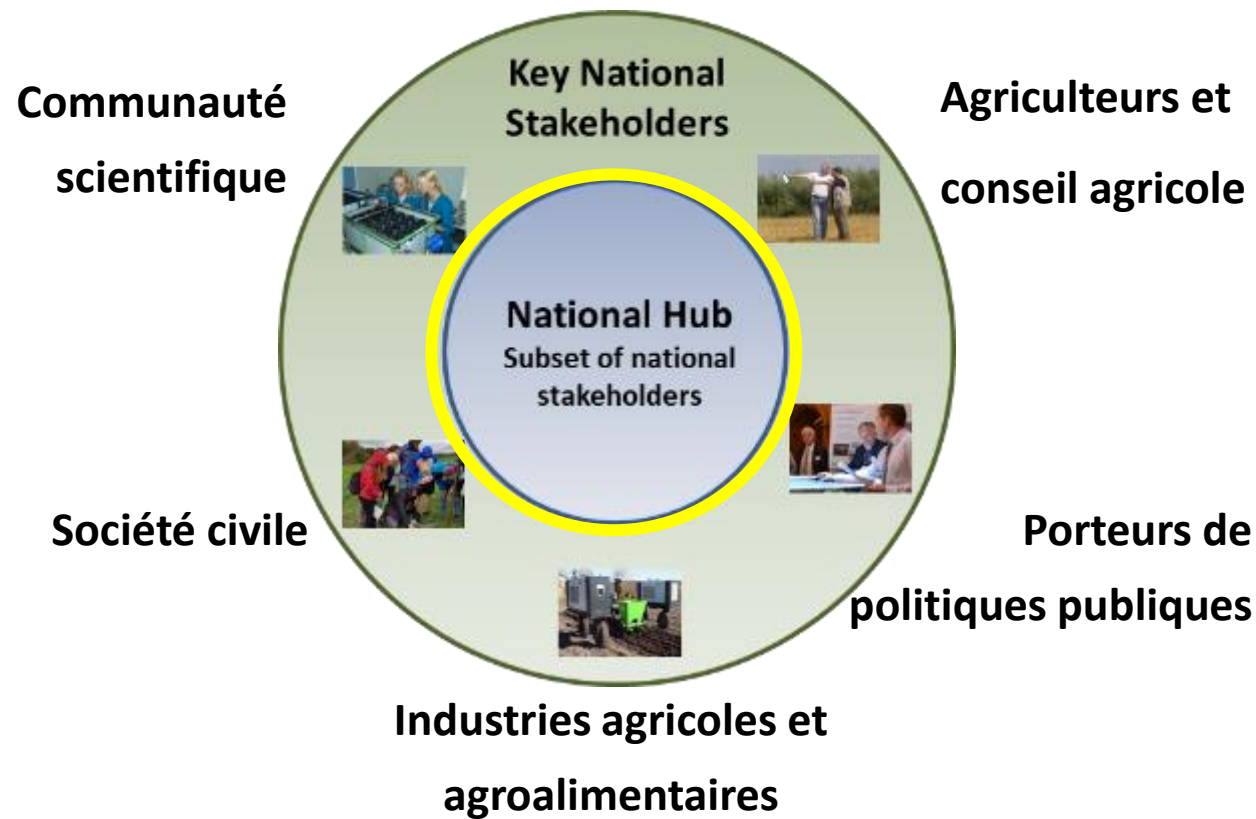 Key National
Stakeholders
Communauté
scientifique
Agriculteurs et
conseil agricole
National Hub
Subset of national
stakeholders
Société civile
Porteurs de
politiques publiques
Industries agricoles et
agroalimentaires